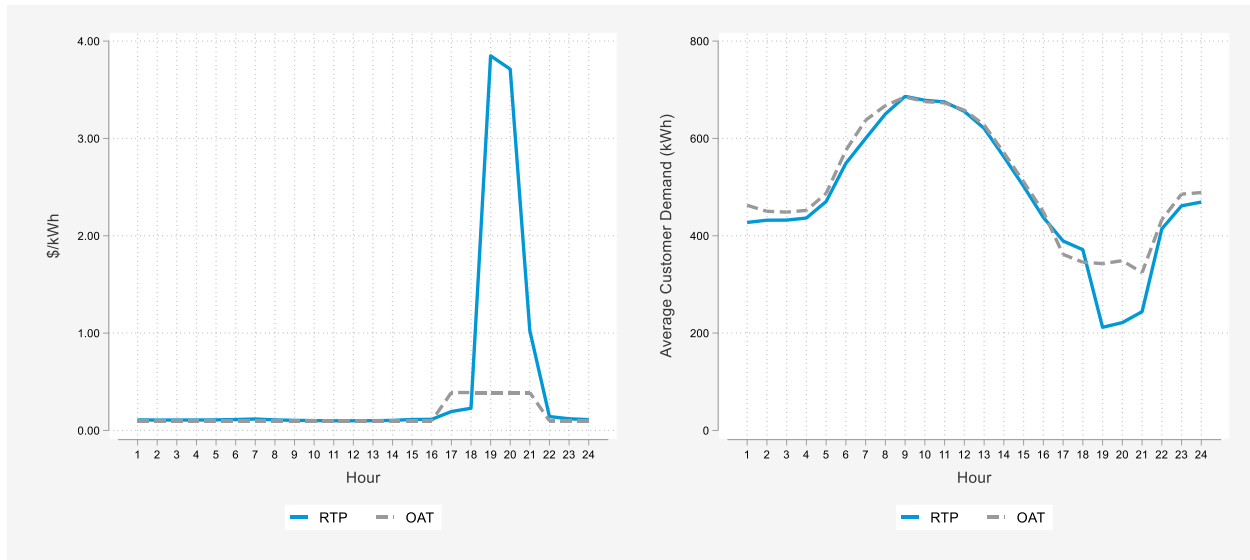 $/kWh
4.00
3.00
2.00
1.00
0.00
1 2 3 4 5 6 7 8 9 10 11 12 13 14 15 16 17 18 19 20 21 22 23 24
Hour
RTP OAT
Average Customer Demand (kWh)
800
600
400
200
0
1 2 3 4 5 6 7 8 9 10 11 12 13 14 15 16 17 18 19 20 21 22 23 24
Hour
RTP OAT